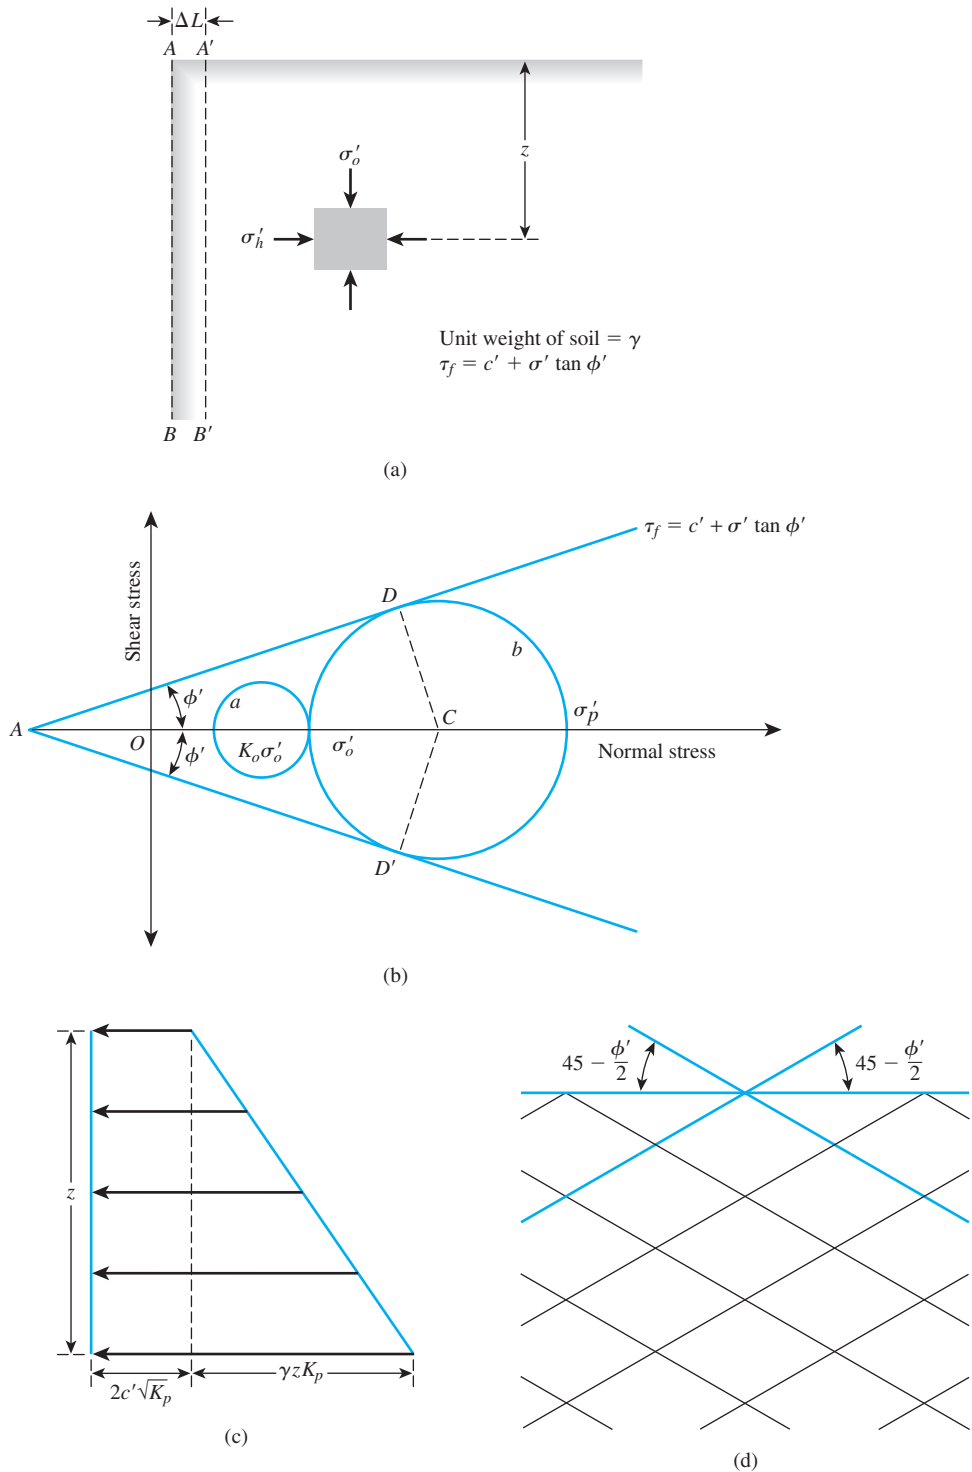 ΔL
A A′
z
σ′o
σ′h
Unit weight of soil = γ
τf = c′ + σ′ tan ϕ′
B B′
(a)
τf = c′ + σ′ tan ϕ′
Shear stress
D
b
ϕ′
a
σ′p
A
O
C
K₀σ′o
σ′o
Normal stress
ϕ′
D′
(b)
45 − ϕ′/2
45 − ϕ′/2
z
2c′√Kp
γzKp
(c)
(d)